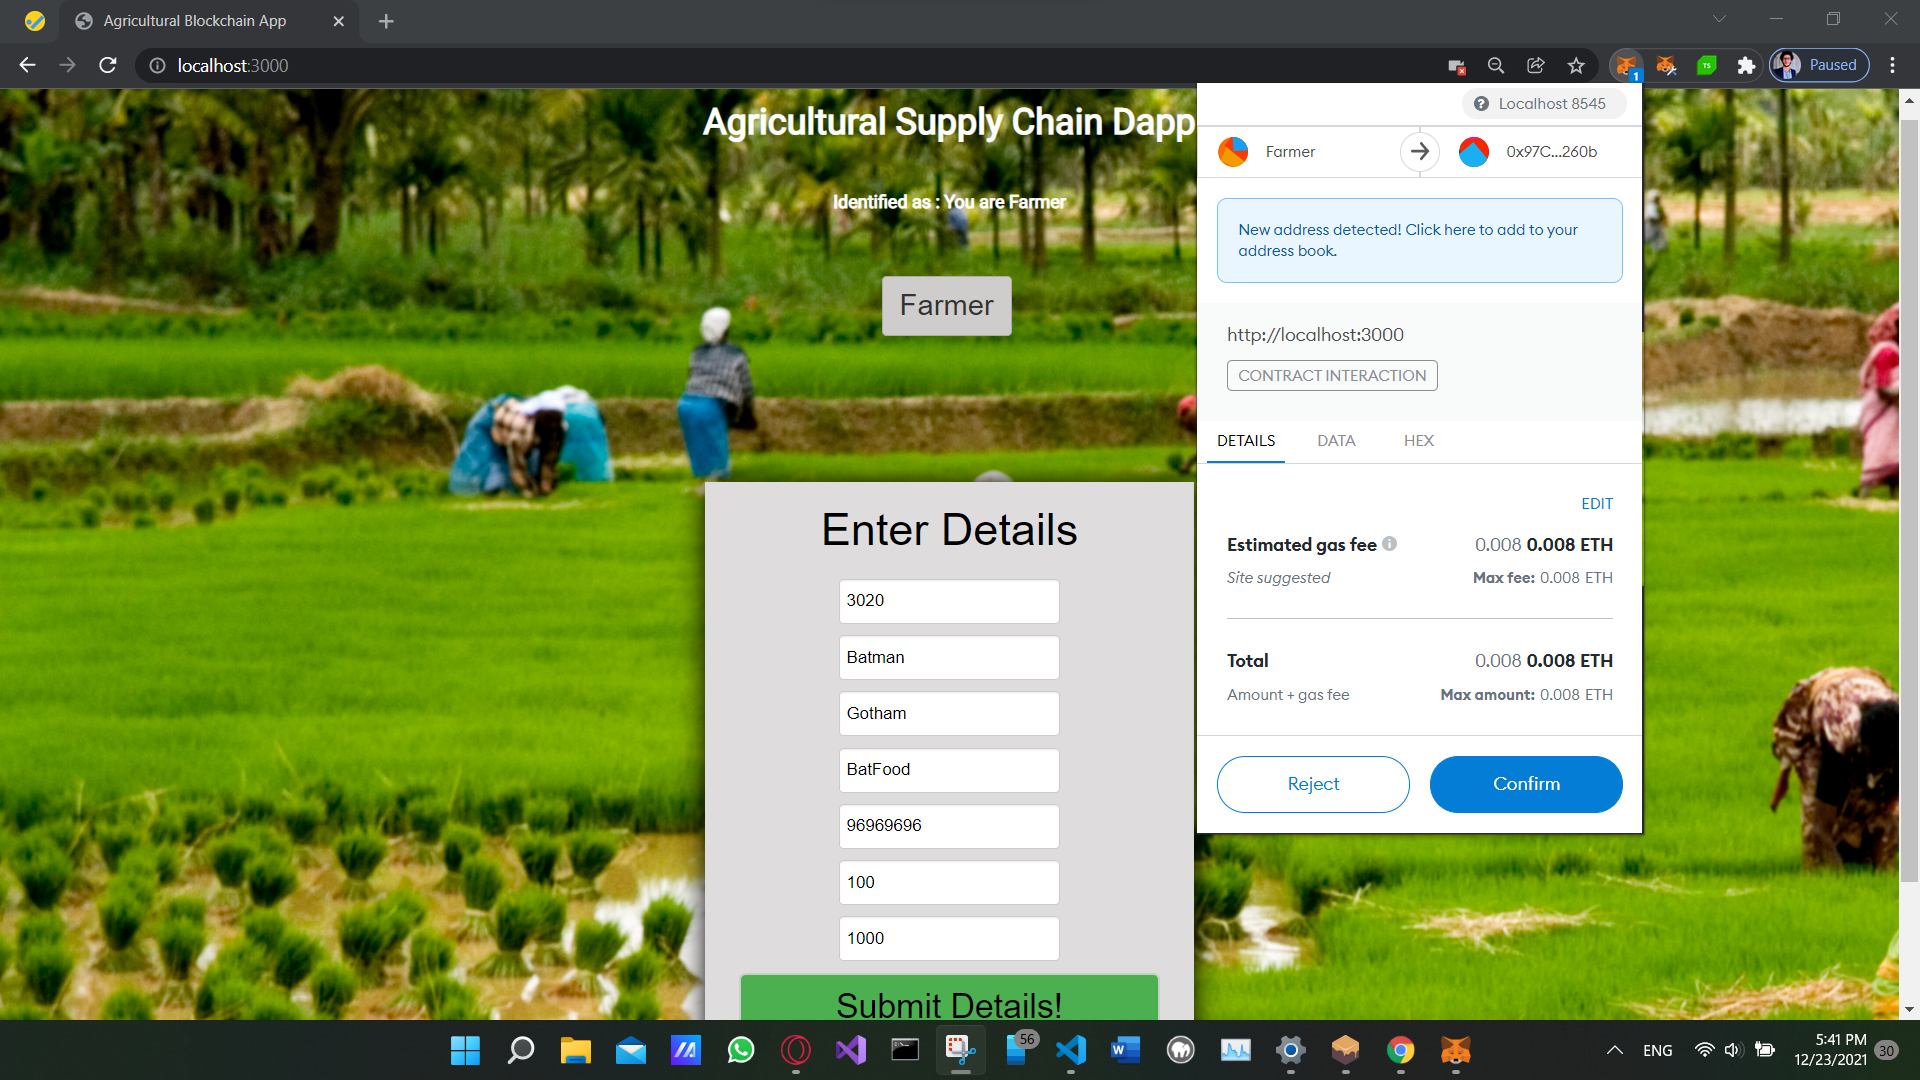 Agricultural Blockchain App
localhost:3000
TS
1
Paused
Agricultural Supply Chain Dapp
Identified as : You are Farmer
Farmer
Enter Details
3020
Batman
Gotham
BatFood
96969696
100
1000
Submit Details!
Localhost 8545
Farmer
0x97C...260b
New address detected! Click here to add to your
address book.
http://localhost:3000
CONTRACT INTERACTION
DETAILS DATA HEX
EDIT
Estimated gas fee 0.008 0.008 ETH
Site suggested Max fee: 0.008 ETH
Total 0.008 0.008 ETH
Amount + gas fee Max amount: 0.008 ETH
Reject Confirm
56
W
ENG
5:41 PM
12/23/2021
30